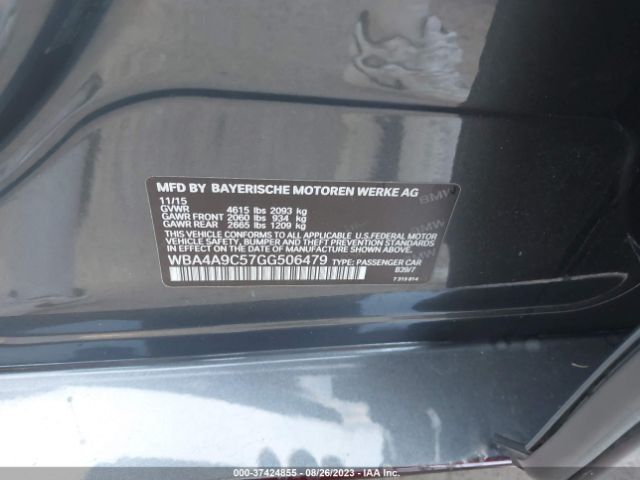 MFD BY BAYERISCHE MOTOREN WERKE AG
11/15
GVWR 4615 lbs 2093 kg
GAWR FRONT 2060 lbs 934 kg
GAWR REAR 2665 lbs 1209 kg
THIS VEHICLE CONFORMS TO ALL APPLICABLE U.S.FEDERAL MOTOR
VEHICLE SAFETY, BUMPER AND THEFT PREVENTION STANDARDS IN
EFFECT ON THE DATE OF MANUFACTURE SHOWN ABOVE.
WBA4A9C57GG506479 TYPE: PASSENGER CAR
B39/7
BMW
BMW
000-37424855 - 08/26/2023 - IAA Inc.